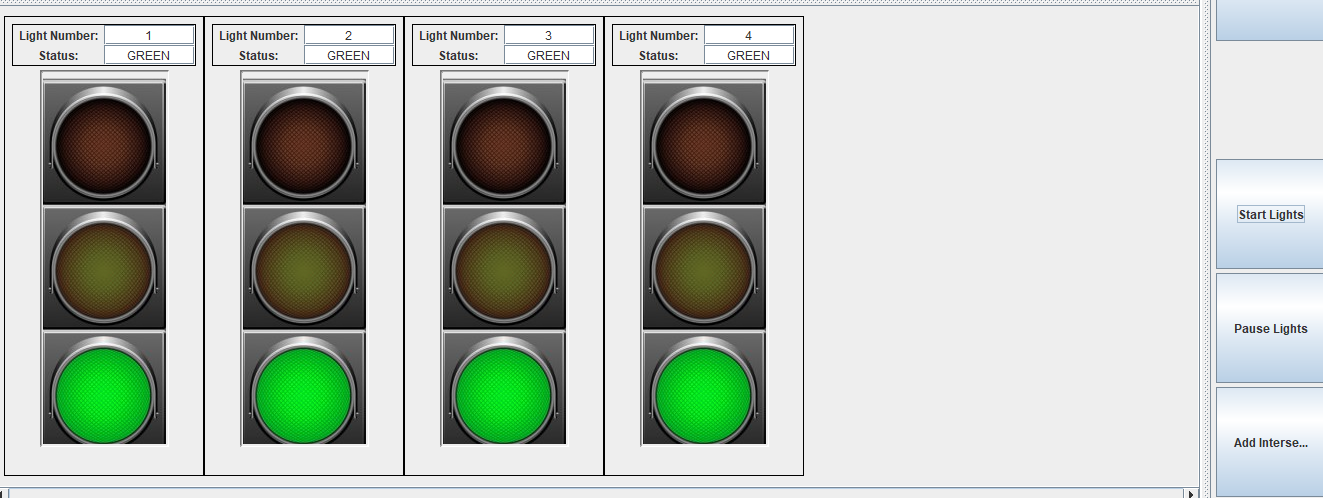 Light Number: 1
Status: GREEN
Light Number: 2
Status: GREEN
Light Number: 3
Status: GREEN
Light Number: 4
Status: GREEN
Start Lights
Pause Lights
Add Interse...